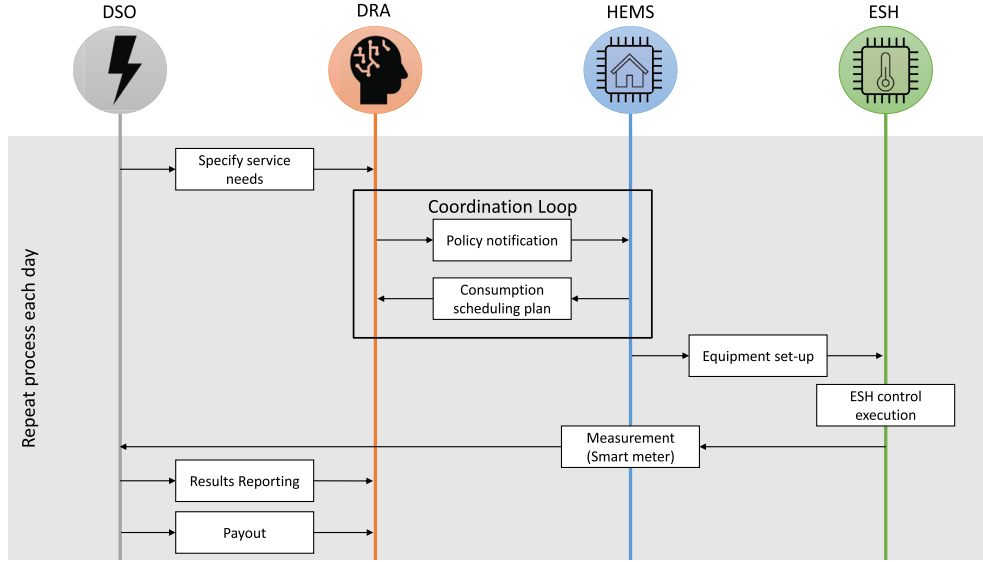 DSO
DRA
HEMS
ESH
Specify service
needs
Coordination Loop
Policy notification
Consumption
scheduling plan
Equipment set-up
ESH control
execution
Measurement
(Smart meter)
Results Reporting
Payout
Repeat process each day